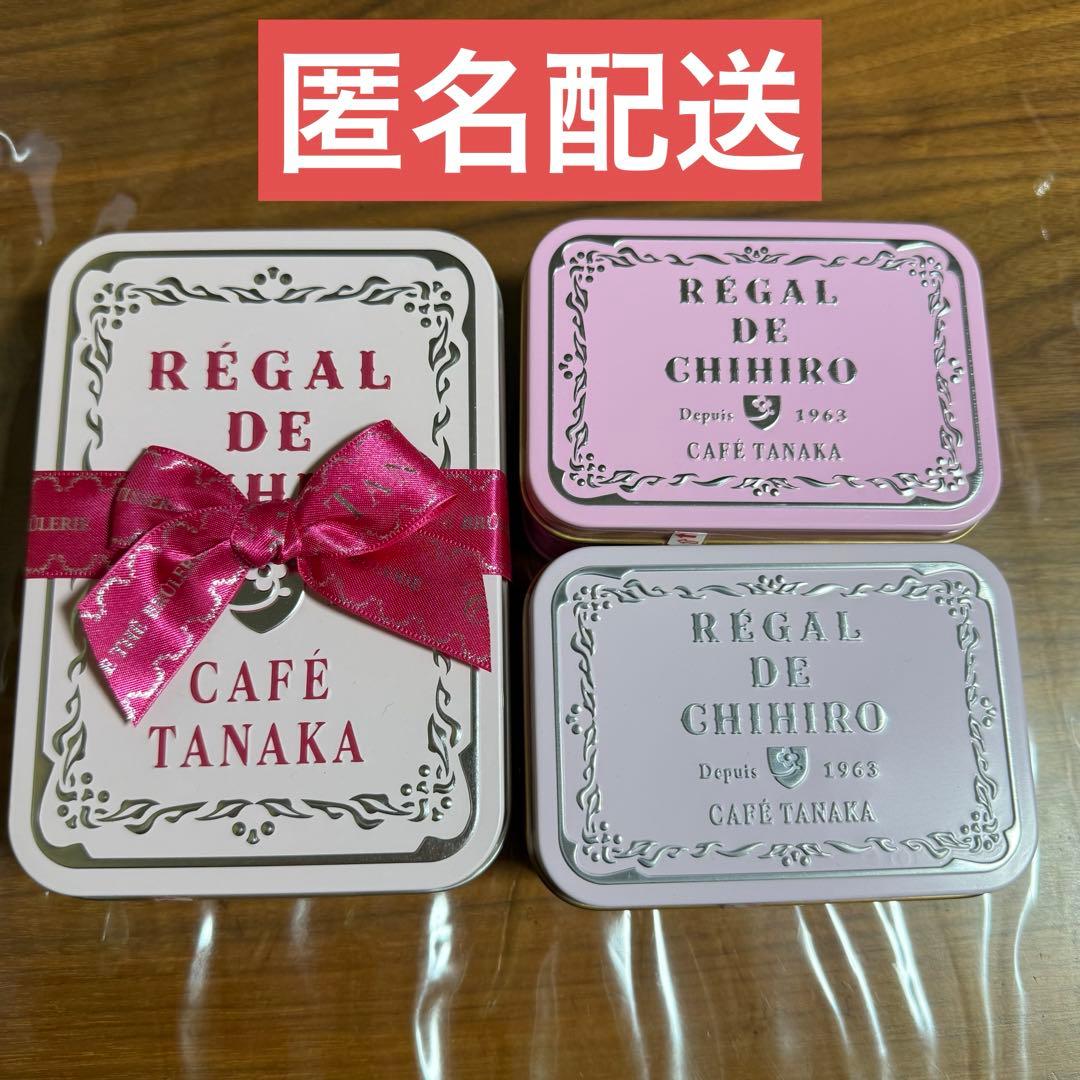 匿名配送
RÉGAL
DE
CAFÉ
TANAKA
RÉGAL
DE
CHIHIRO
Depuis 1963
CAFÉ TANAKA
RÉGAL
DE
CHIHIRO
Depuis 1963
CAFÉ TANAKA